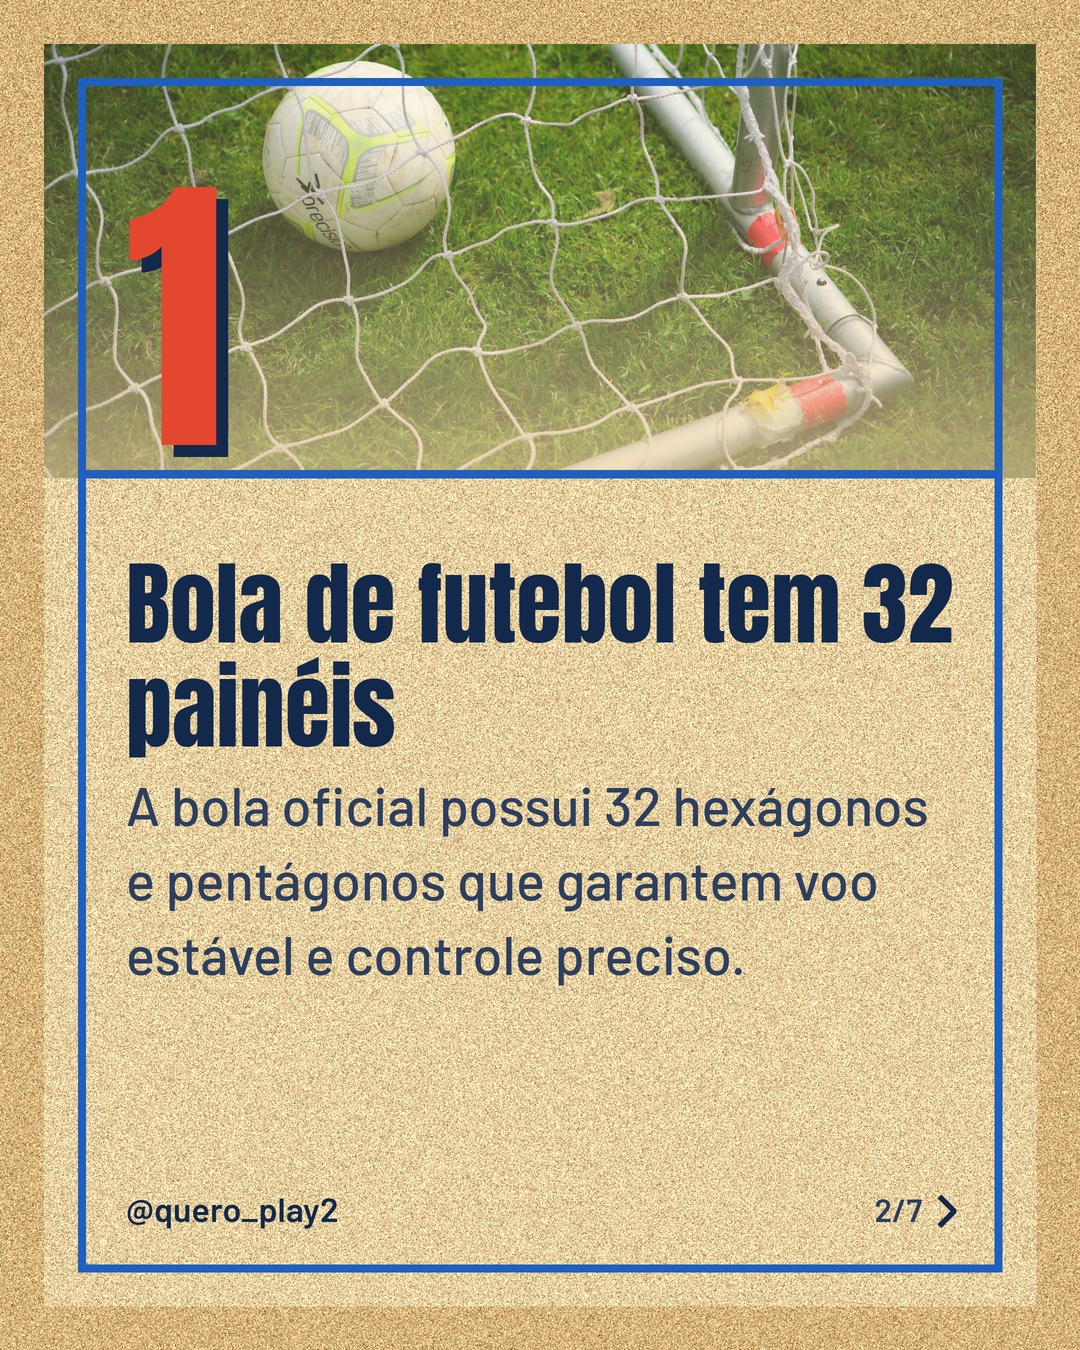 1
Bola de futebol tem 32
painéis
A bola oficial possui 32 hexágonos
e pentágonos que garantem voo
estável e controle preciso.
@quero_play2
2/7